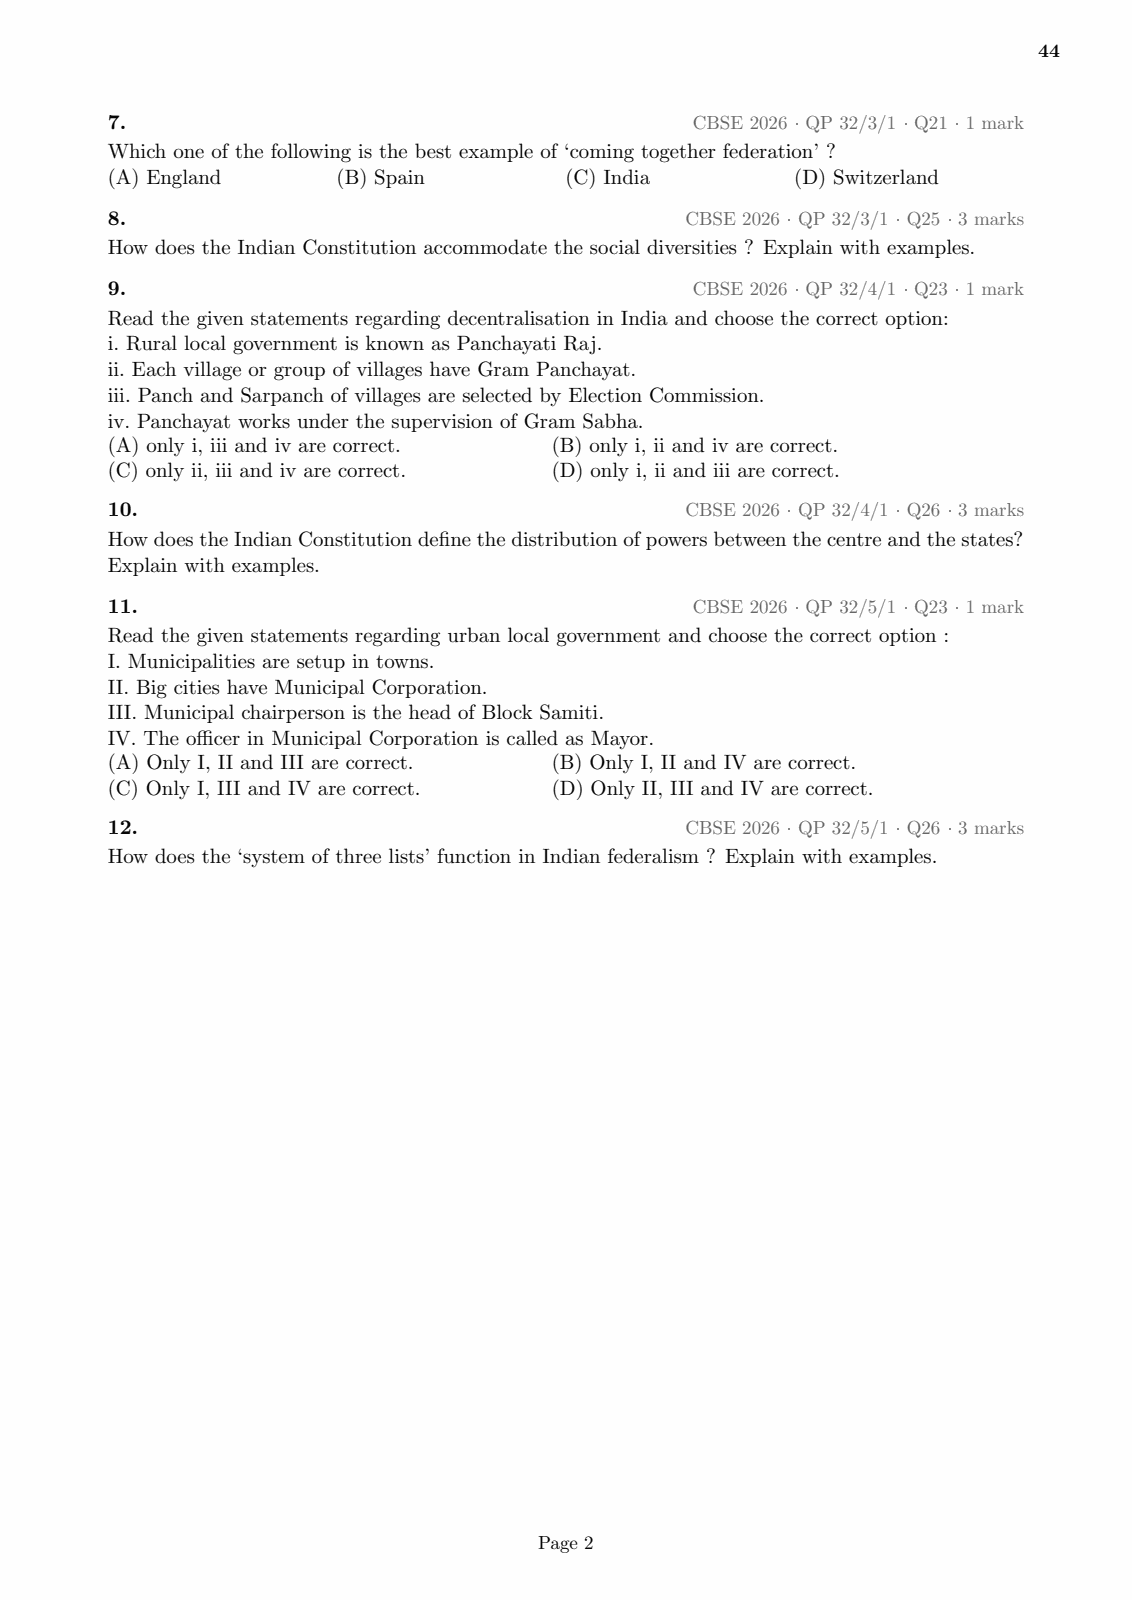 44
7. CBSE 2026 · QP 32/3/1 · Q21 · 1 mark
Which one of the following is the best example of ‘coming together federation’ ?
(A) England (B) Spain (C) India (D) Switzerland
8. CBSE 2026 · QP 32/3/1 · Q25 · 3 marks
How does the Indian Constitution accommodate the social diversities ? Explain with examples.
9. CBSE 2026 · QP 32/4/1 · Q23 · 1 mark
Read the given statements regarding decentralisation in India and choose the correct option:
i. Rural local government is known as Panchayati Raj.
ii. Each village or group of villages have Gram Panchayat.
iii. Panch and Sarpanch of villages are selected by Election Commission.
iv. Panchayat works under the supervision of Gram Sabha.
(A) only i, iii and iv are correct. (B) only i, ii and iv are correct.
(C) only ii, iii and iv are correct. (D) only i, ii and iii are correct.
10. CBSE 2026 · QP 32/4/1 · Q26 · 3 marks
How does the Indian Constitution define the distribution of powers between the centre and the states?
Explain with examples.
11. CBSE 2026 · QP 32/5/1 · Q23 · 1 mark
Read the given statements regarding urban local government and choose the correct option :
I. Municipalities are setup in towns.
II. Big cities have Municipal Corporation.
III. Municipal chairperson is the head of Block Samiti.
IV. The officer in Municipal Corporation is called as Mayor.
(A) Only I, II and III are correct. (B) Only I, II and IV are correct.
(C) Only I, III and IV are correct. (D) Only II, III and IV are correct.
12. CBSE 2026 · QP 32/5/1 · Q26 · 3 marks
How does the ‘system of three lists’ function in Indian federalism ? Explain with examples.
Page 2